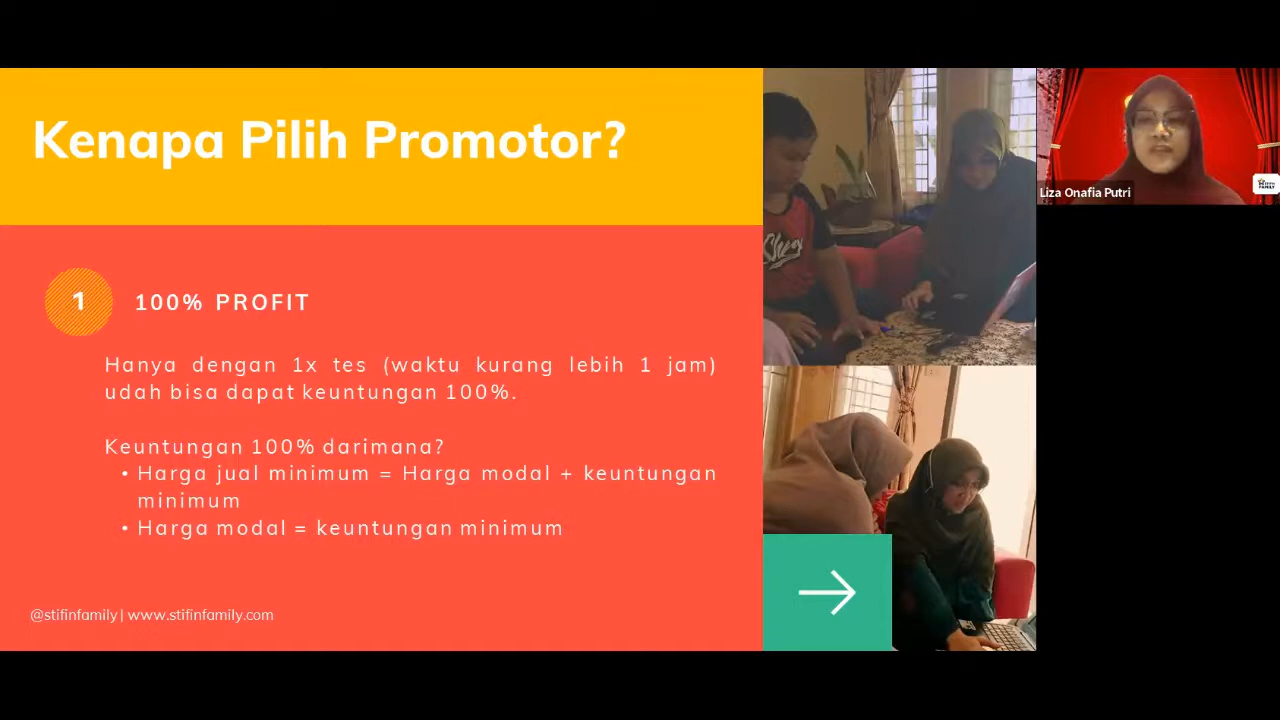 Kenapa Pilih Promotor?
1
100% PROFIT
Hanya dengan 1x tes (waktu kurang lebih 1 jam)
udah bisa dapat keuntungan 100%.
Keuntungan 100% darimana?
• Harga jual minimum = Harga modal + keuntungan
minimum
• Harga modal = keuntungan minimum
@stifinfamily | www.stifinfamily.com
Liza Onafia Putri
FAMILY